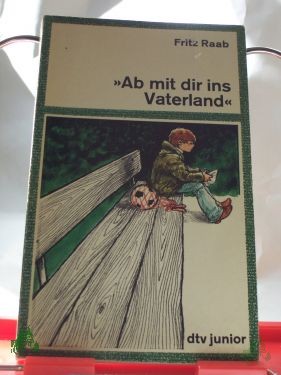 Fritz Raab
»Ab mit dir ins
Vaterland«
dtv junior